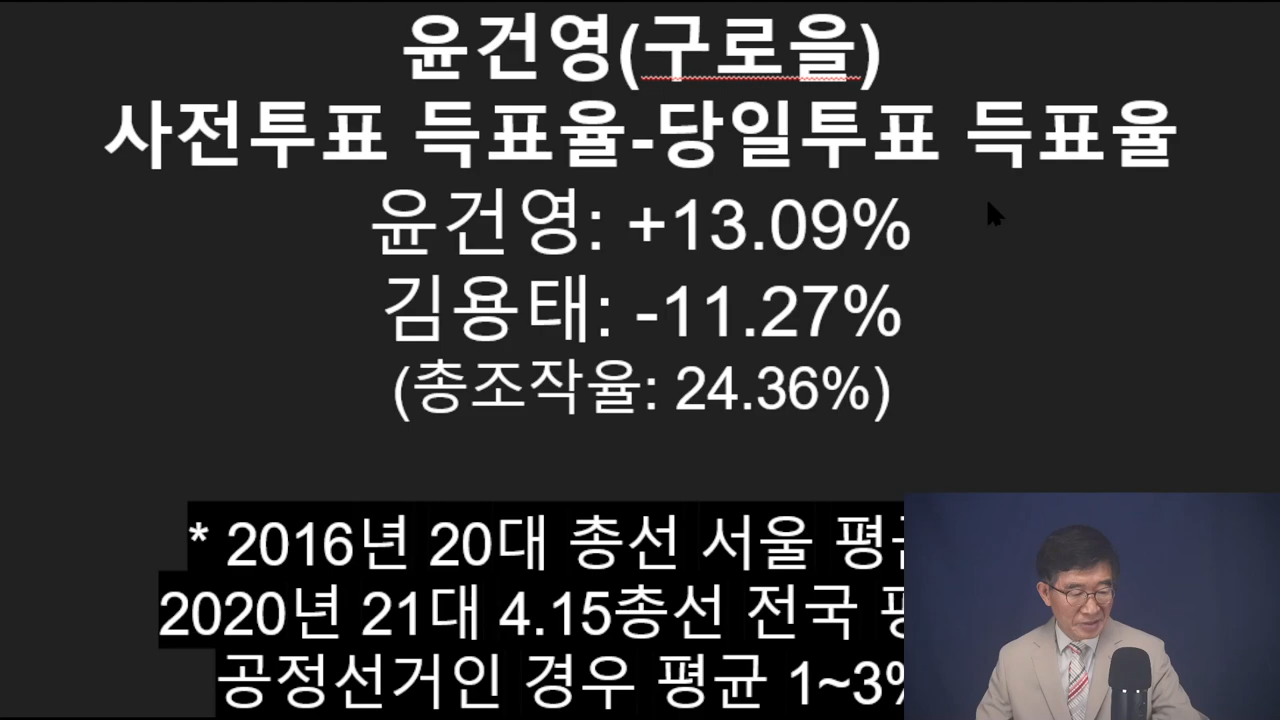 윤건영(구로을)
사전투표 득표율-당일투표 득표율
윤건영: +13.09%
김용태: -11.27%
(총조작율: 24.36%)
* 2016년 20대 총선 서울
2020년 21대 4.15총선 전국
공정선거인 경우 평균 1~3%